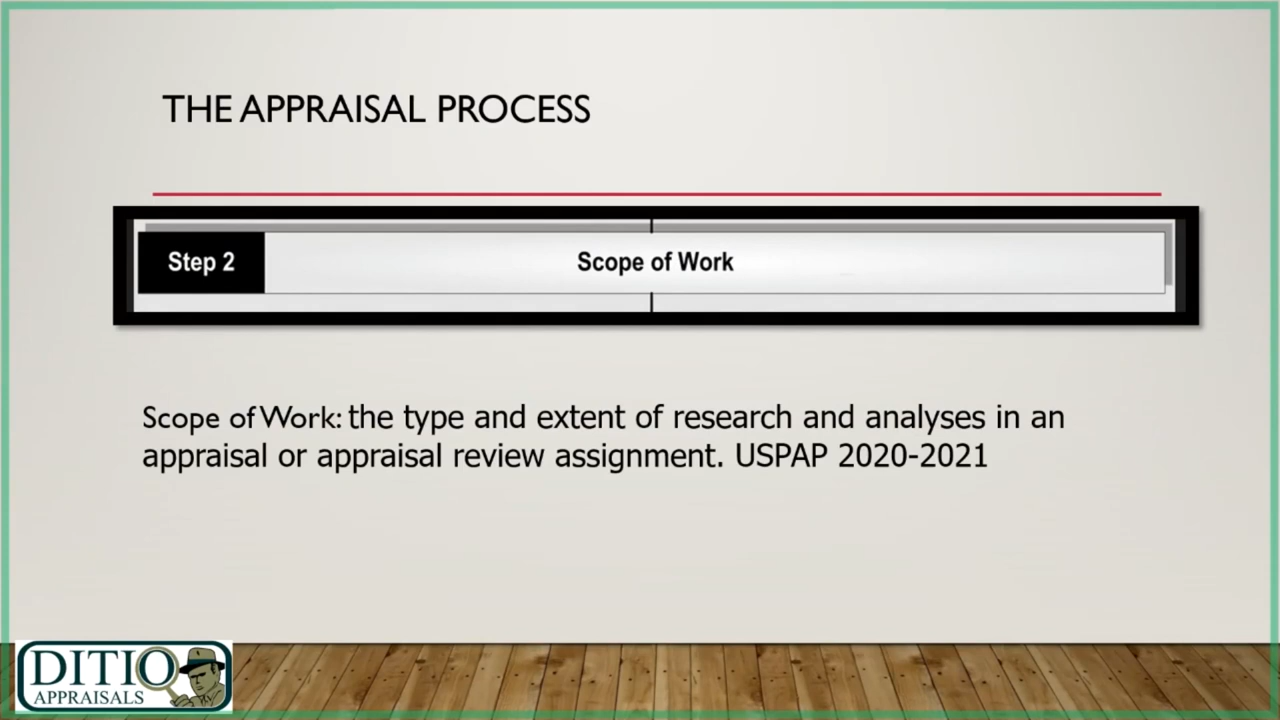 THE APPRAISAL PROCESS
Step 2
Scope of Work
Scope of Work: the type and extent of research and analyses in an
appraisal or appraisal review assignment. USPAP 2020-2021
DITIO
APPRAISALS